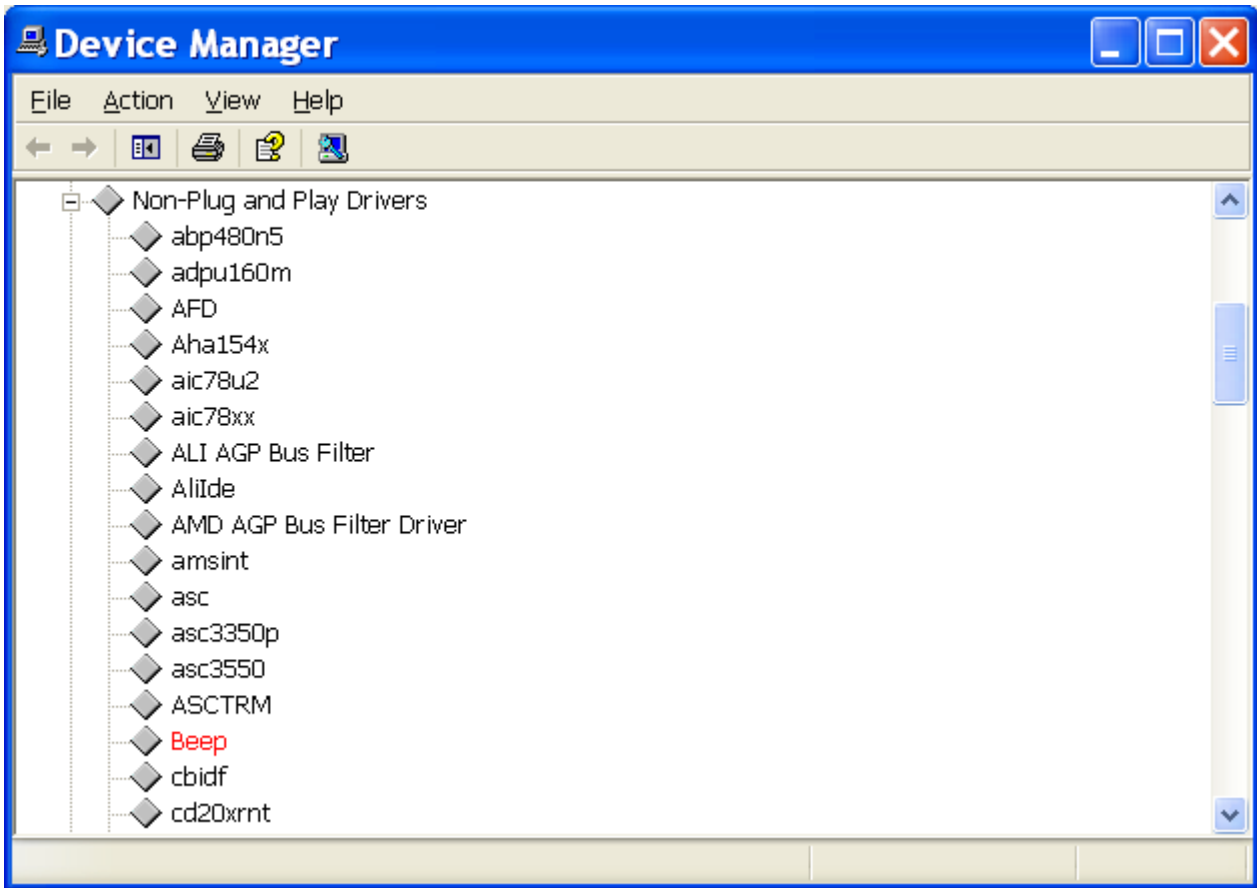 Device Manager
File Action View Help
Non-Plug and Play Drivers
abp480n5
adpu160m
AFD
Aha154x
aic78u2
aic78xx
ALI AGP Bus Filter
AliIde
AMD AGP Bus Filter Driver
amsint
asc
asc3350p
asc3550
ASCTRM
Beep
cbidf
cd20xrnt